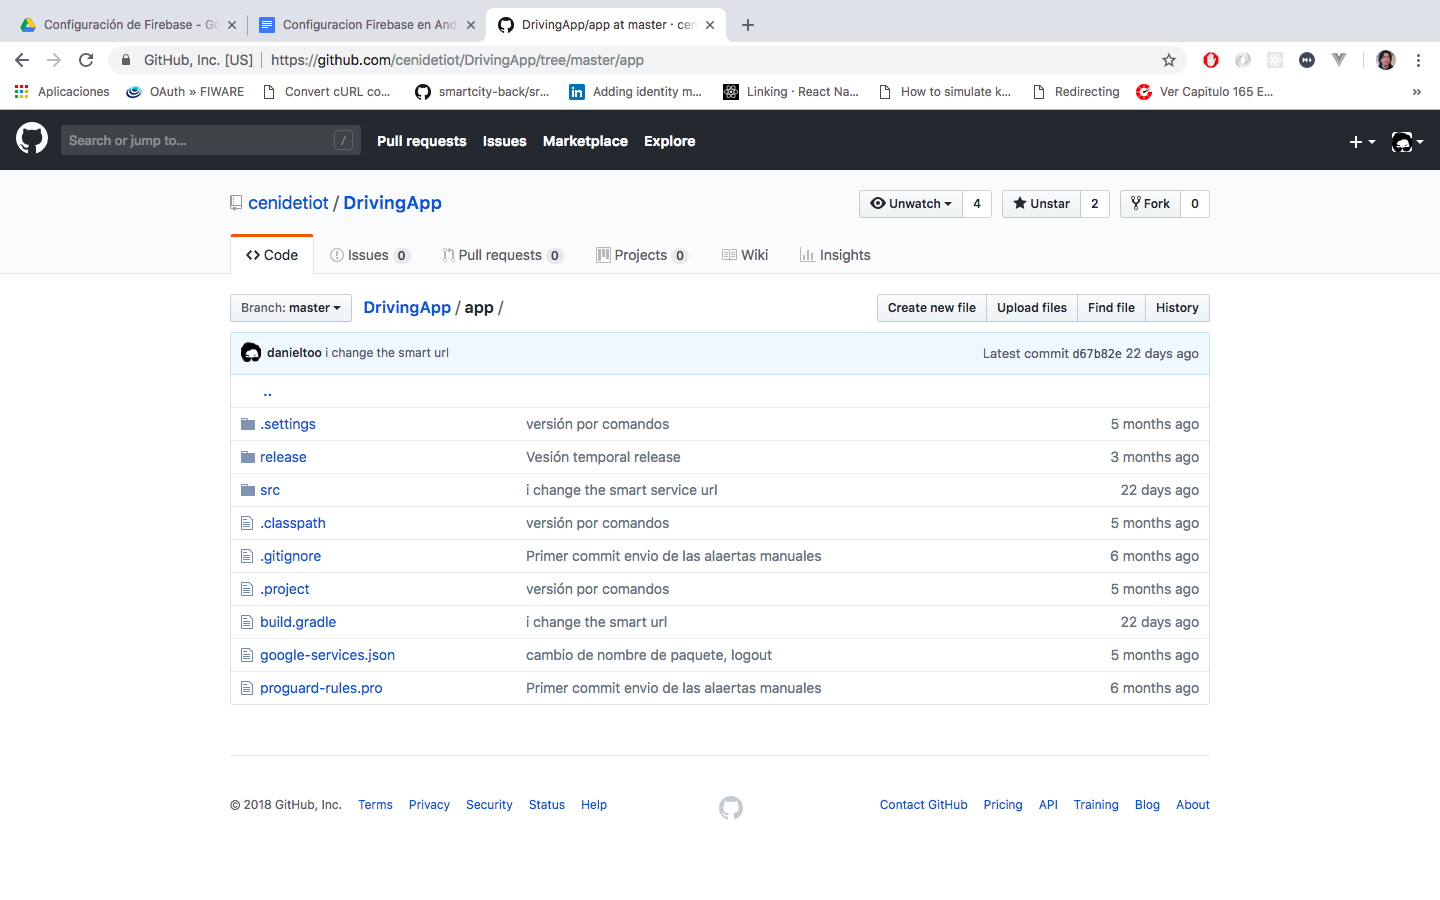 Configuración de Firebase - Go
Configuracion Firebase en And
DrivingApp/app at master · cen
GitHub, Inc. [US] https://github.com/cenidetiot/DrivingApp/tree/master/app
Aplicaciones OAuth » FIWARE Convert cURL co... smartcity-back/sr... Adding identity m... Linking · React Na... How to simulate k... Redirecting Ver Capitulo 165 E... »
Search or jump to... / Pull requests Issues Marketplace Explore
cenidetiot / DrivingApp Unwatch 4 Unstar 2 Fork 0
Code Issues 0 Pull requests 0 Projects 0 Wiki Insights
Branch: master DrivingApp / app / Create new file Upload files Find file History
danieltoo i change the smart url Latest commit d67b82e 22 days ago
..
.settings versión por comandos 5 months ago
release Vesión temporal release 3 months ago
src i change the smart service url 22 days ago
.classpath versión por comandos 5 months ago
.gitignore Primer commit envio de las alaertas manuales 6 months ago
.project versión por comandos 5 months ago
build.gradle i change the smart url 22 days ago
google-services.json cambio de nombre de paquete, logout 5 months ago
proguard-rules.pro Primer commit envio de las alaertas manuales 6 months ago
© 2018 GitHub, Inc. Terms Privacy Security Status Help Contact GitHub Pricing API Training Blog About